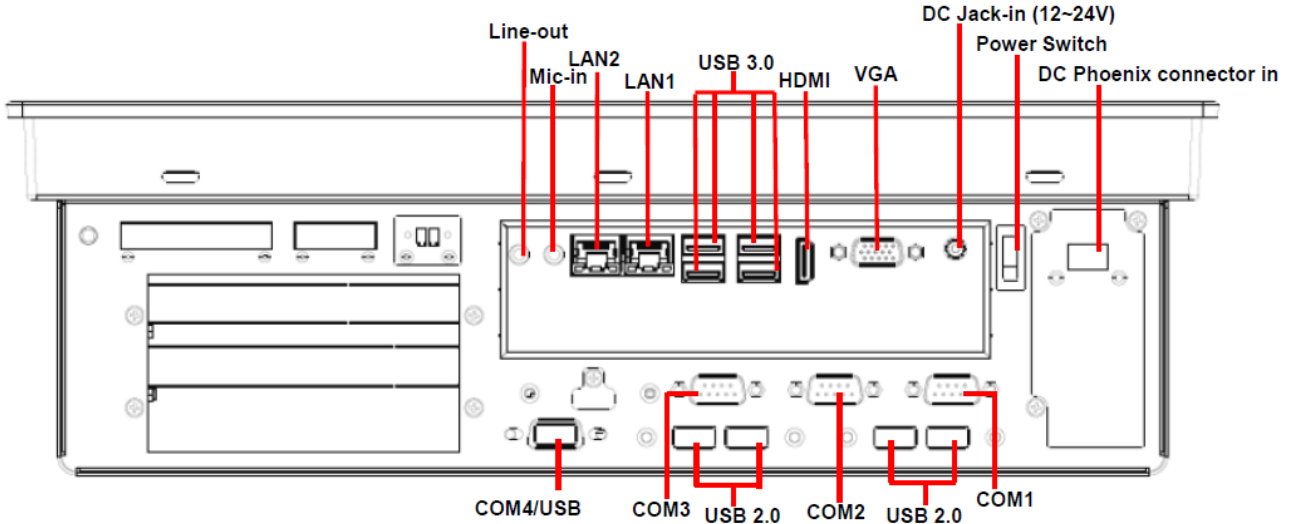 DC Jack-in (12~24V)
Line-out
Power Switch
LAN2
USB 3.0
Mic-in
LAN1
HDMI
VGA
DC Phoenix connector in
COM4/USB
COM3
USB 2.0
COM2
USB 2.0
COM1